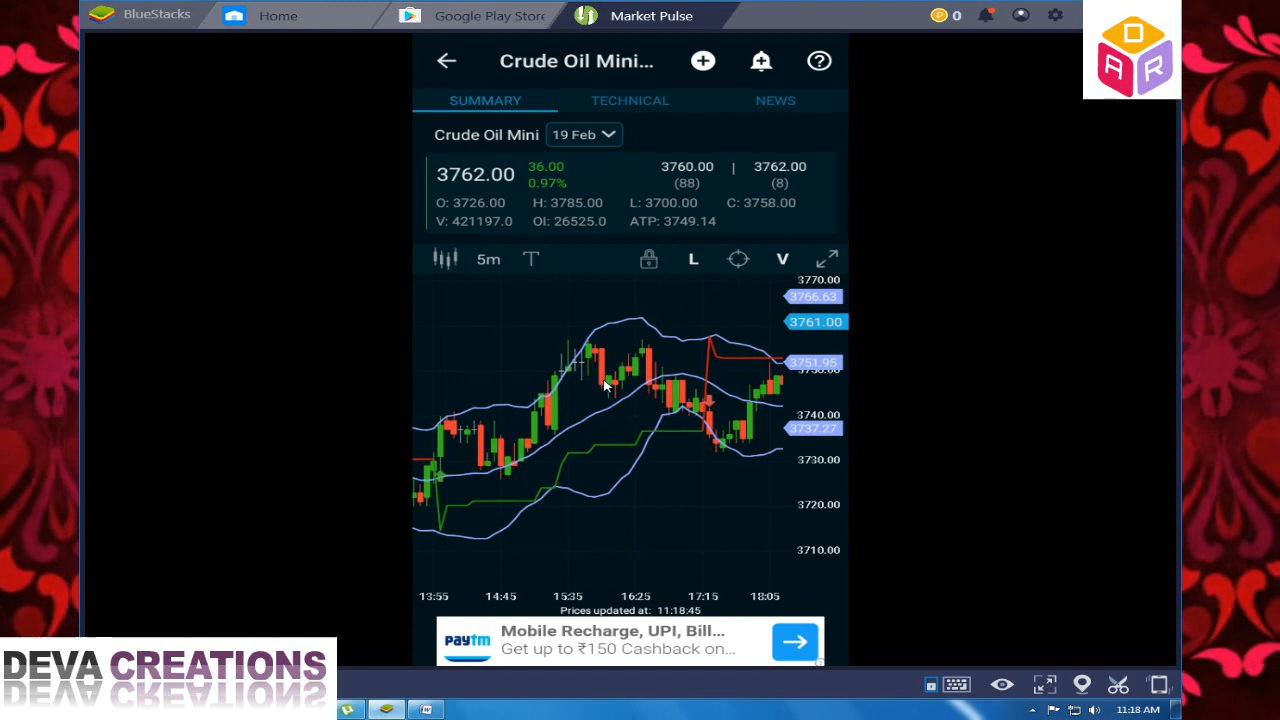 BlueStacks
Home
Google Play Store
Market Pulse
P 0
D
A R
Crude Oil Mini...
SUMMARY TECHNICAL NEWS
Crude Oil Mini 19 Feb
3762.00 36.00 3760.00 | 3762.00
0.97% (88) (8)
O: 3726.00 H: 3785.00 L: 3700.00 C: 3758.00
V: 421197.0 OI: 26525.0 ATP: 3749.14
5m T L V
3770.00
3766.63
3761.00
3751.95
3750.00
3740.00
3737.27
3730.00
3720.00
3710.00
13:55 14:45 15:35 16:25 17:15 18:05
Prices updated at: 11:18:45
paytm
Mobile Recharge, UPI, Bill...
Get up to ₹150 Cashback on...
DEVA CREATIONS
11:18 AM